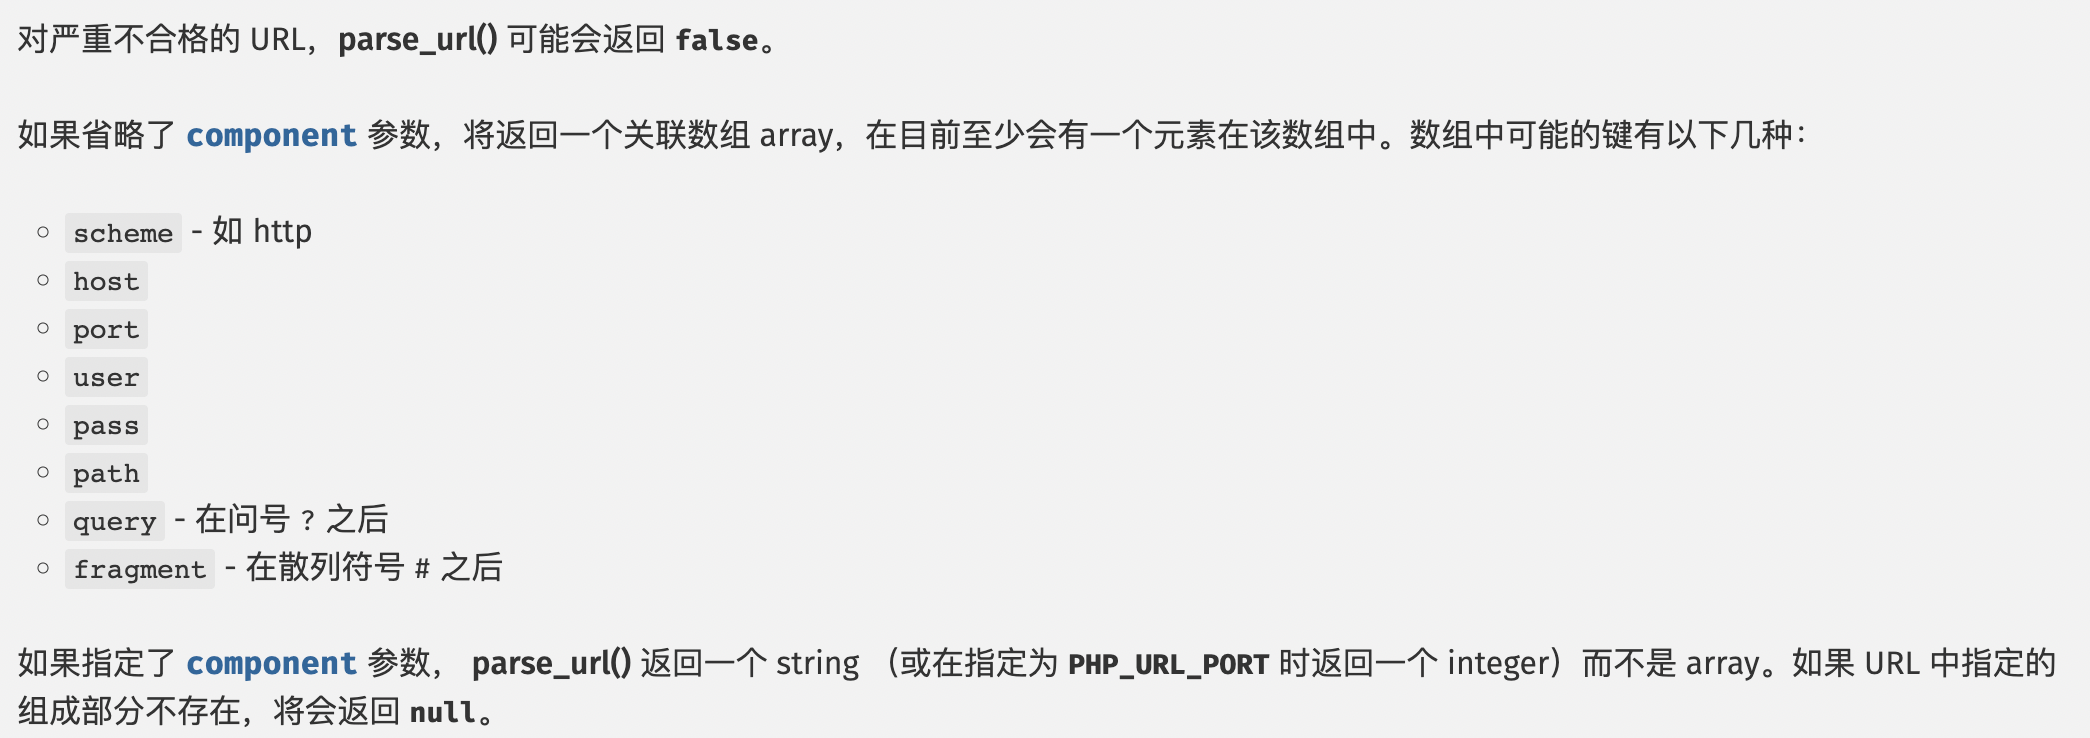 对严重不合格的 URL，parse_url() 可能会返回 false。
如果省略了 component 参数，将返回一个关联数组 array，在目前至少会有一个元素在该数组中。数组中可能的键有以下几种：
scheme - 如 http
host
port
user
pass
path
query - 在问号 ? 之后
fragment - 在散列符号 # 之后
如果指定了 component 参数， parse_url() 返回一个 string （或在指定为 PHP_URL_PORT 时返回一个 integer）而不是 array。如果 URL 中指定的
组成部分不存在，将会返回 null。